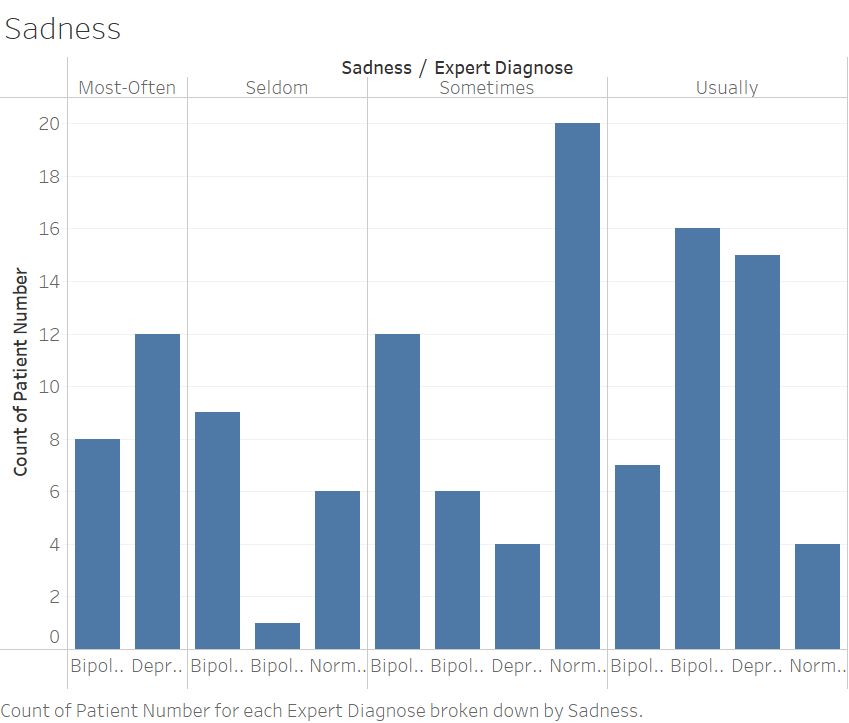 Sadness
Sadness / Expert Diagnose
Most-Often Seldom Sometimes Usually
20
18
16
14
12
10
8
6
4
2
0
Count of Patient Number
Bipol.. Depr.. Bipol.. Bipol.. Norm.. Bipol.. Bipol.. Depr.. Norm.. Bipol.. Bipol.. Depr.. Norm..
Count of Patient Number for each Expert Diagnose broken down by Sadness.